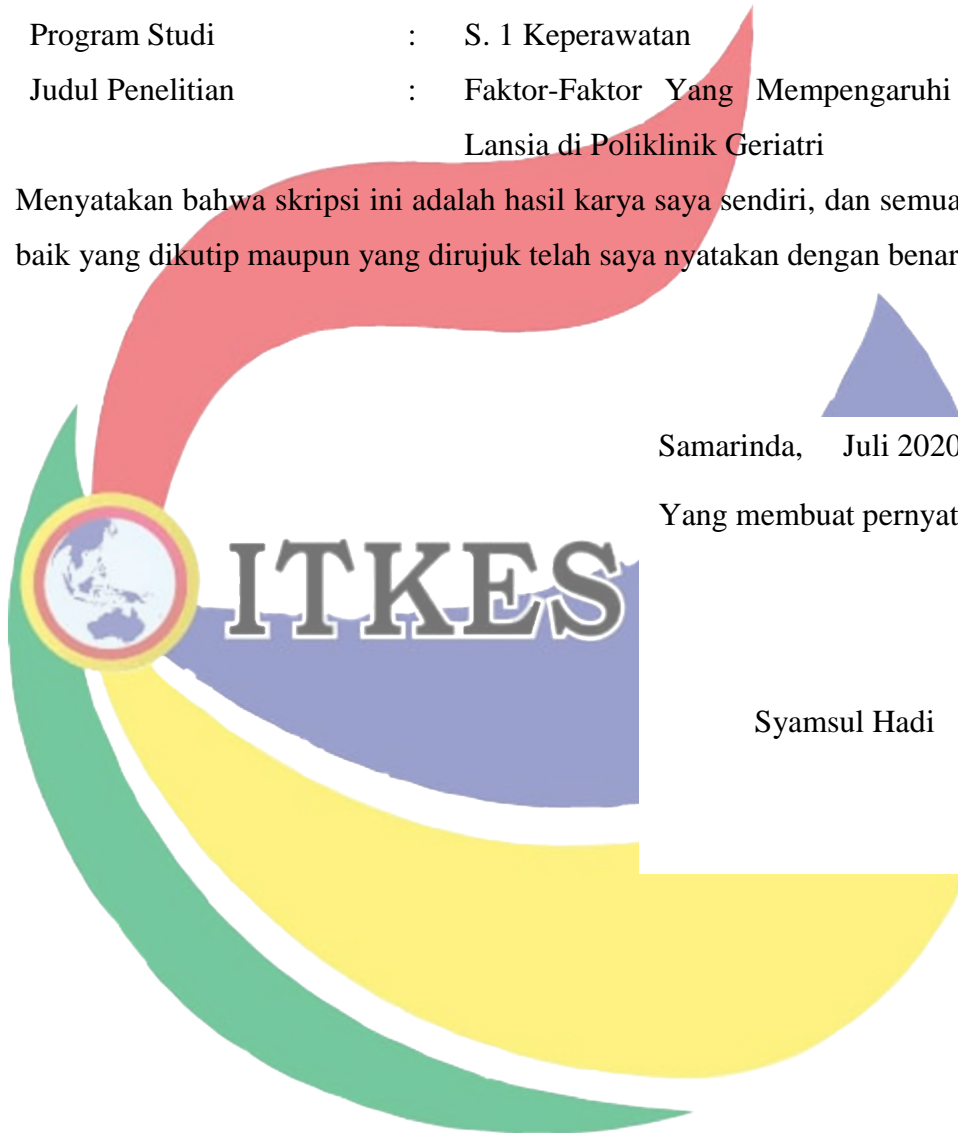 Program Studi : S. 1 Keperawatan
Judul Penelitian : Faktor-Faktor Yang Mempengaruhi
Lansia di Poliklinik Geriatri
Menyatakan bahwa skripsi ini adalah hasil karya saya sendiri, dan semua
baik yang dikutip maupun yang dirujuk telah saya nyatakan dengan benar
Samarinda, Juli 2020
Yang membuat pernyat
ITKES
Syamsul Hadi